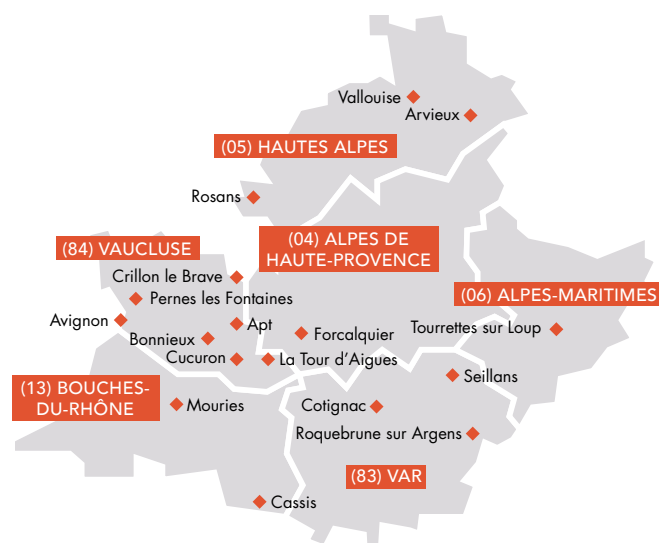 Vallouise
Arvieux
(05) HAUTES ALPES
Rosans
(04) ALPES DE
HAUTE-PROVENCE
(84) VAUCLUSE
Crillon le Brave
(06) ALPES-MARITIMES
Pernes les Fontaines
Avignon
Apt
Forcalquier
Tourrettes sur Loup
Bonnieux
Cucuron
La Tour d'Aigues
Seillans
(13) BOUCHES-
DU-RHÔNE
Mouries
Cotignac
Roquebrune sur Argens
(83) VAR
Cassis